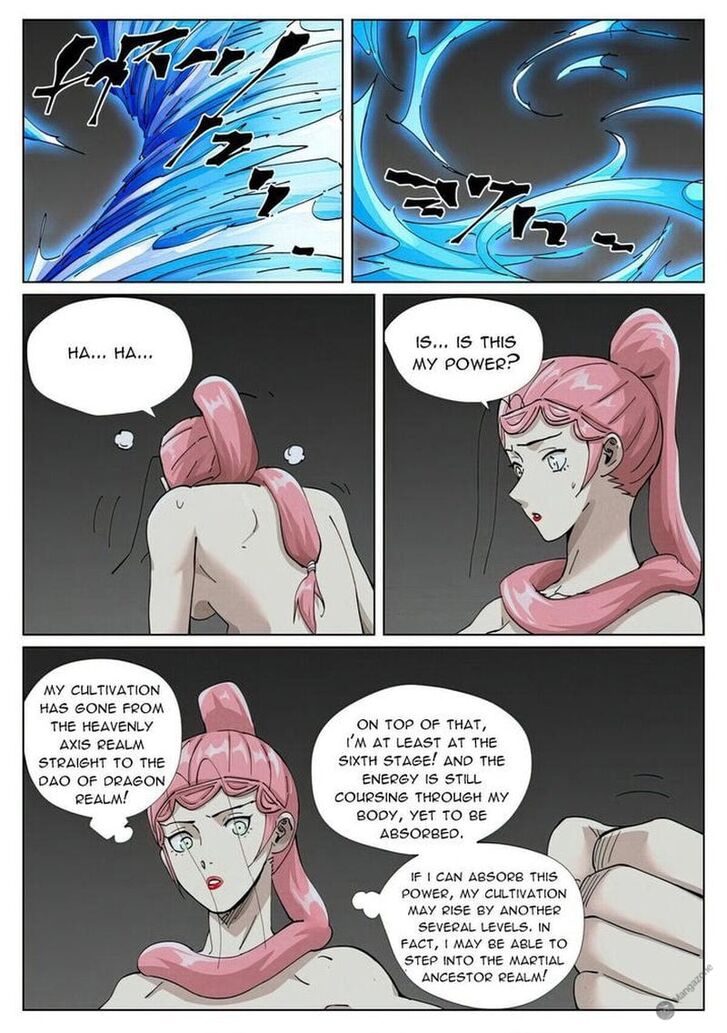 HA... HA...
IS... IS THIS
MY POWER?
MY CULTIVATION
HAS GONE FROM
THE HEAVENLY
AXIS REALM
STRAIGHT TO THE
DAO OF DRAGON
REALM!
ON TOP OF THAT,
I'M AT LEAST AT THE
SIXTH STAGE! AND THE
ENERGY IS STILL
COURSING THROUGH MY
BODY, YET TO BE
ABSORBED.
IF I CAN ABSORB THIS
POWER, MY CULTIVATION
MAY RISE BY ANOTHER
SEVERAL LEVELS. IN
FACT, I MAY BE ABLE TO
STEP INTO THE MARTIAL
ANCESTOR REALM!
Mangazone